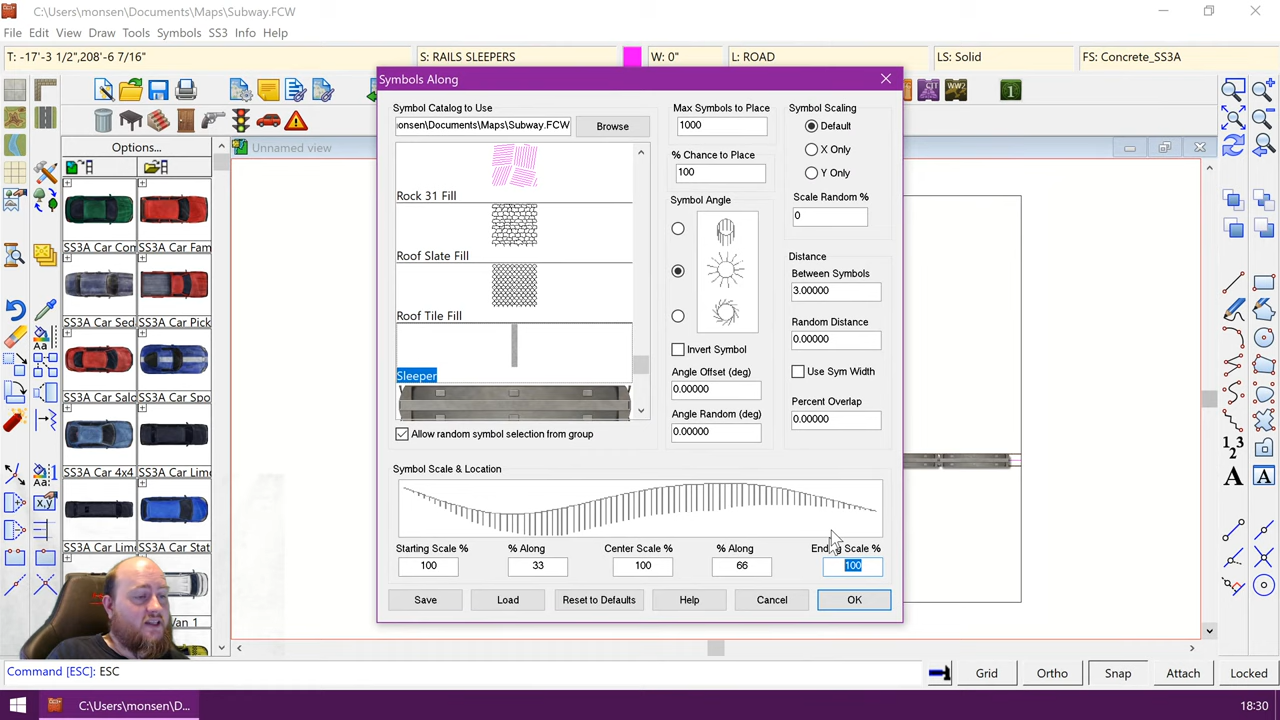 C:\Users\monsen\Documents\Maps\Subway.FCW
File Edit View Draw Tools Symbols SS3 Info Help
T: -17'-3 1/2",208'-6 7/16"
S: RAILS SLEEPERS
W: 0"
L: ROAD
LS: Solid
FS: Concrete_SS3A
CIT
WW2
Options...
Unnamed view
SS3A Car Com
SS3A Car Fam
SS3A Car Sed
SS3A Car Pick
SS3A Car Salo
SS3A Car Spo
SS3A Car 4x4
SS3A Car Lime
SS3A Car Lime
SS3A Car Stat
Van 1
Symbols Along
Symbol Catalog to Use
onsen\Documents\Maps\Subway.FCW
Browse
Rock 31 Fill
Roof Slate Fill
Roof Tile Fill
Sleeper
Allow random symbol selection from group
Max Symbols to Place
1000
% Chance to Place
100
Symbol Angle
Invert Symbol
Angle Offset (deg)
0.00000
Angle Random (deg)
0.00000
Symbol Scaling
Default
X Only
Y Only
Scale Random %
0
Distance
Between Symbols
3.00000
Random Distance
0.00000
Use Sym Width
Percent Overlap
0.00000
Symbol Scale & Location
Starting Scale %
% Along
Center Scale %
% Along
Scale %
100
33
100
66
100
Save
Load
Reset to Defaults
Help
Cancel
OK
Command [ESC]: ESC
Grid
Ortho
Snap
Attach
Locked
C:\Users\monsen\D...
18:30